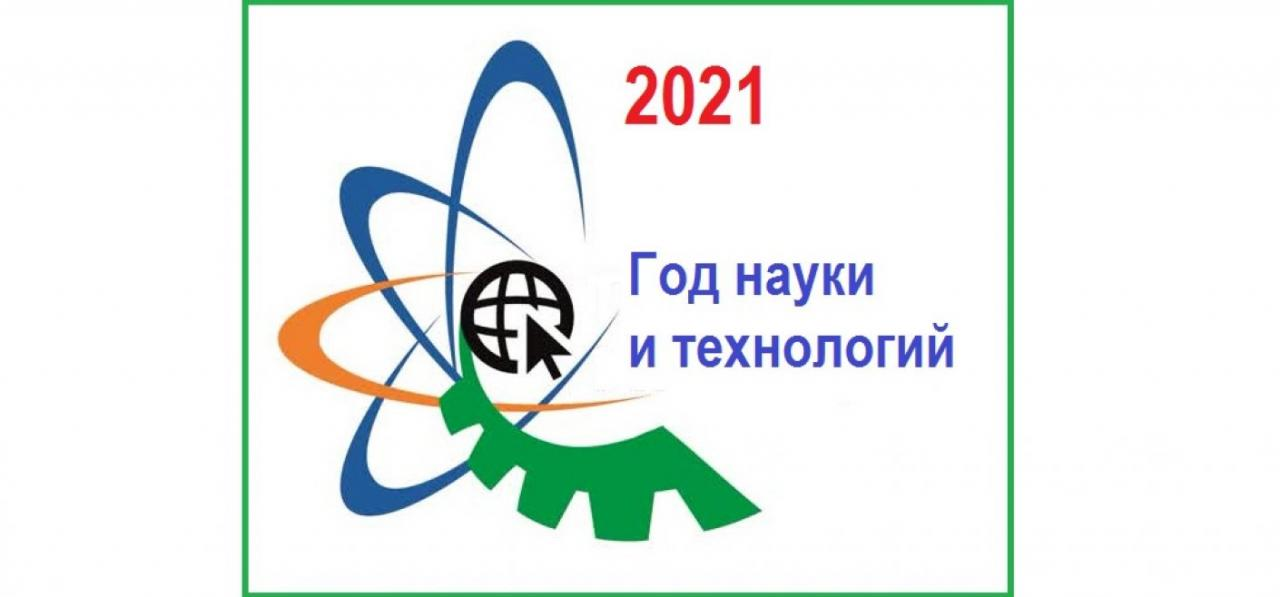 2021
Год науки
и технологий